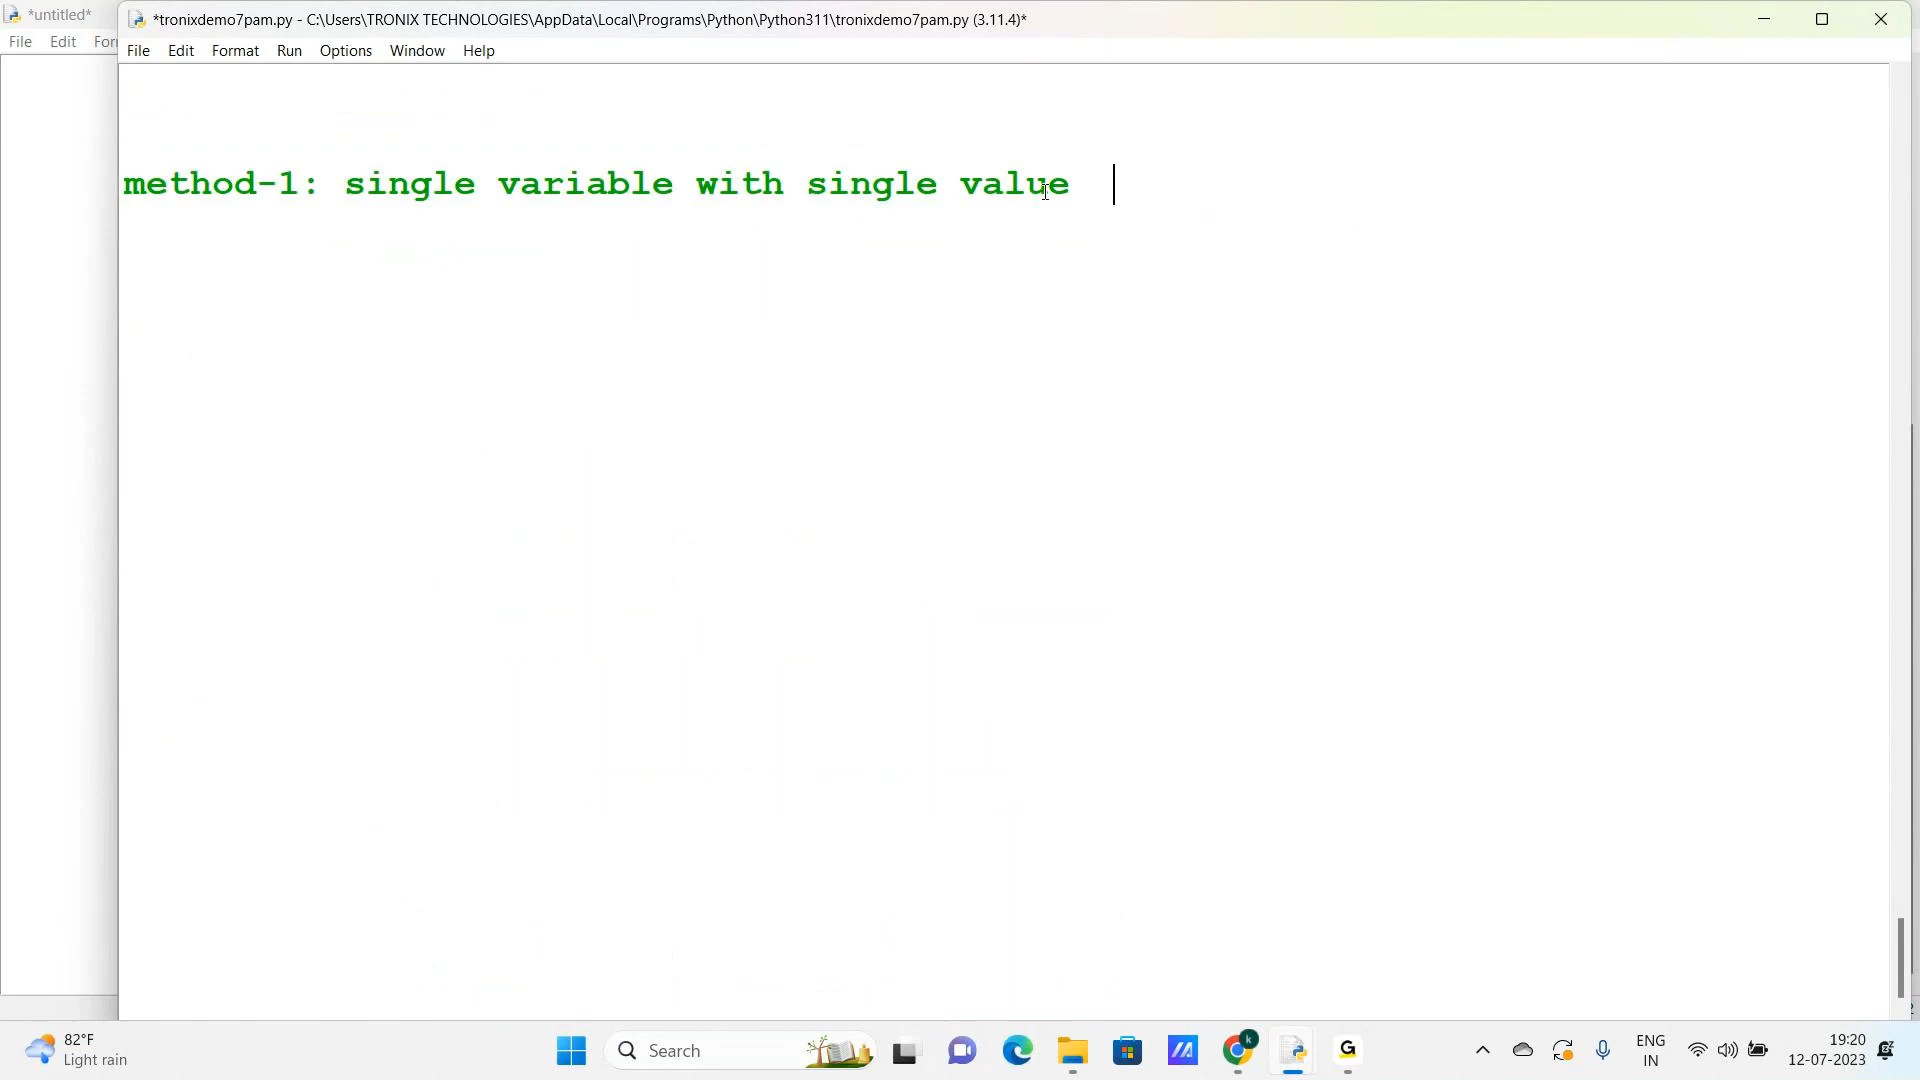 *untitled*
*tronixdemo7pam.py - C:\Users\TRONIX TECHNOLOGIES\AppData\Local\Programs\Python\Python311\tronixdemo7pam.py (3.11.4)*
File Edit
File Edit Format Run Options Window Help
method-1: single variable with single value
82°F
Light rain
Search
ENG
IN
19:20
12-07-2023